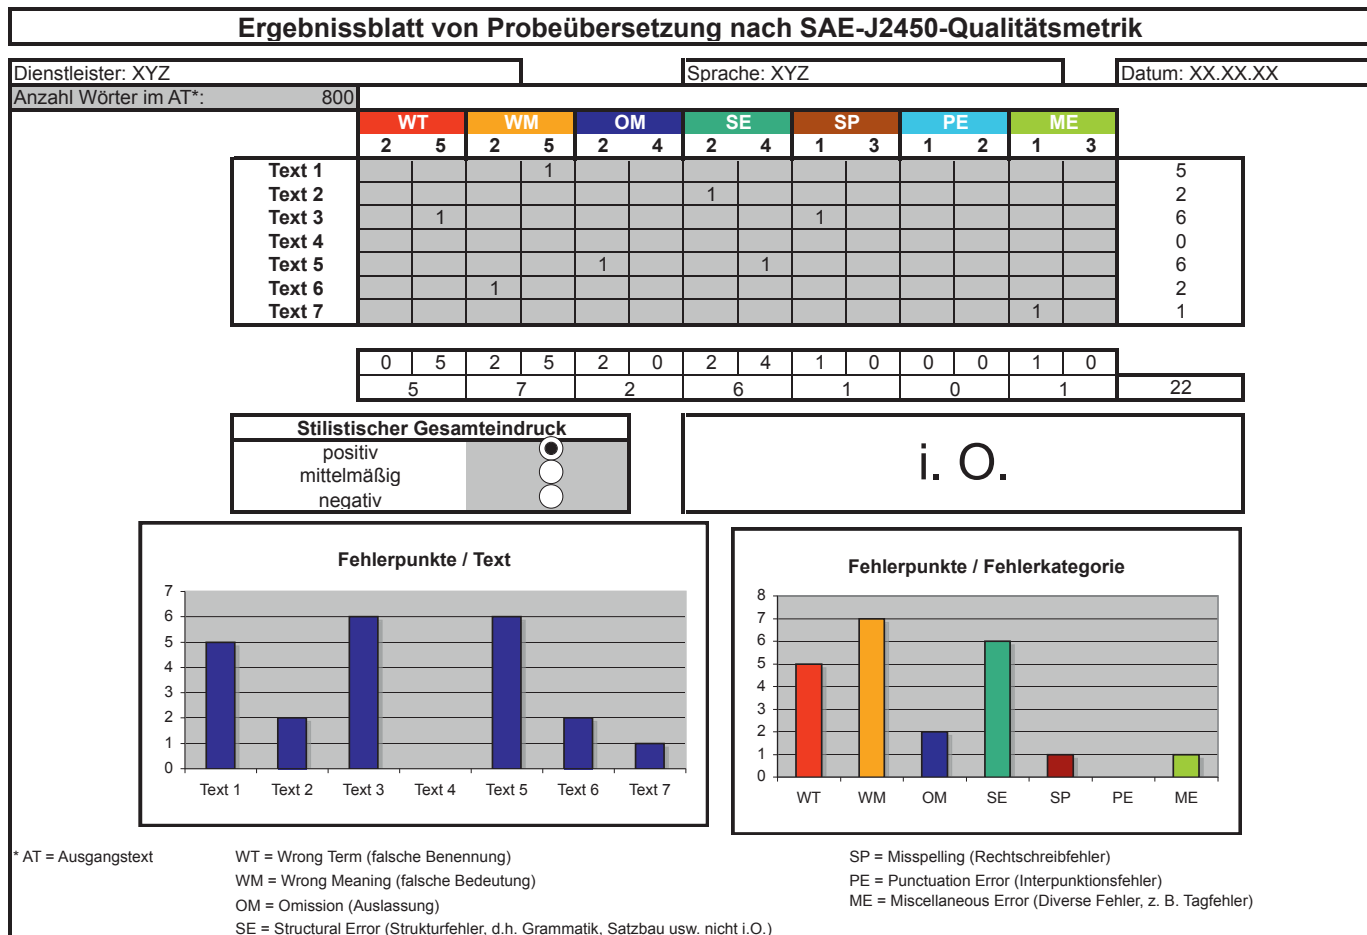 Ergebnissblatt von Probeübersetzung nach SAE-J2450-Qualitätsmetrik
Dienstleister: XYZ Sprache: XYZ Datum: XX.XX.XX
Anzahl Wörter im AT*: 800
WT WM OM SE SP PE ME
2 5 2 5 2 4 2 4 1 3 1 2 1 3
Text 1 1 5
Text 2 1 2
Text 3 1 1 6
Text 4 0
Text 5 1 1 6
Text 6 1 2
Text 7 1 1
0 5 2 5 2 0 2 4 1 0 0 0 1 0
5 7 2 6 1 0 1 22
Stilistischer Gesamteindruck
positiv
mittelmäßig
negativ
i. O.
Fehlerpunkte / Text
7
6
5
4
3
2
1
0
Text 1 Text 2 Text 3 Text 4 Text 5 Text 6 Text 7
Fehlerpunkte / Fehlerkategorie
8
7
6
5
4
3
2
1
0
WT WM OM SE SP PE ME
* AT = Ausgangstext
WT = Wrong Term (falsche Benennung)
WM = Wrong Meaning (falsche Bedeutung)
OM = Omission (Auslassung)
SE = Structural Error (Strukturfehler, d.h. Grammatik, Satzbau usw. nicht i.O.)
SP = Misspelling (Rechtschreibfehler)
PE = Punctuation Error (Interpunktionsfehler)
ME = Miscellaneous Error (Diverse Fehler, z. B. Tagfehler)